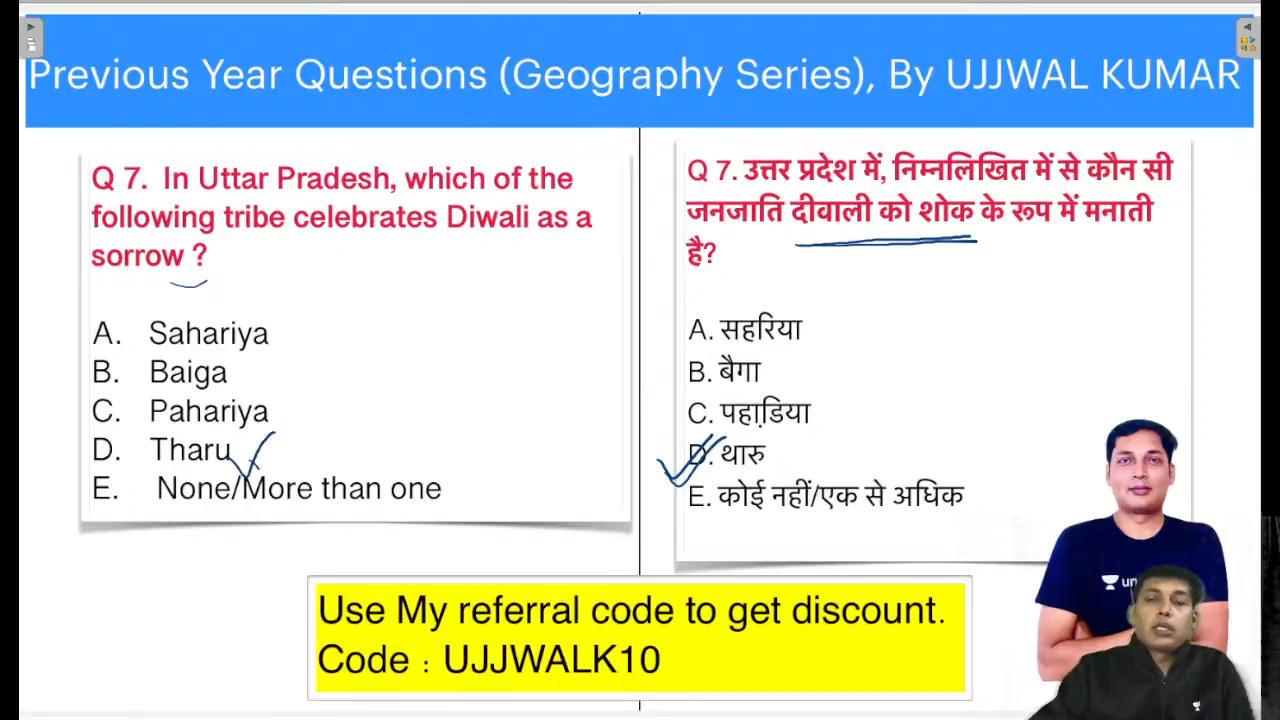 Previous Year Questions (Geography Series), By UJJWAL KUMAR
Q 7. In Uttar Pradesh, which of the
following tribe celebrates Diwali as a
sorrow ?
A. Sahariya
B. Baiga
C. Pahariya
D. Tharu
E. None/More than one
Q 7. उत्तर प्रदेश में, निम्नलिखित में से कौन सी
जनजाति दीवाली को शोक के रूप में मनाती
है?
A. सहरिया
B. बैगा
C. पहाड़िया
D. थारु
E. कोई नहीं/एक से अधिक
Use My referral code to get discount.
Code : UJJWALK10